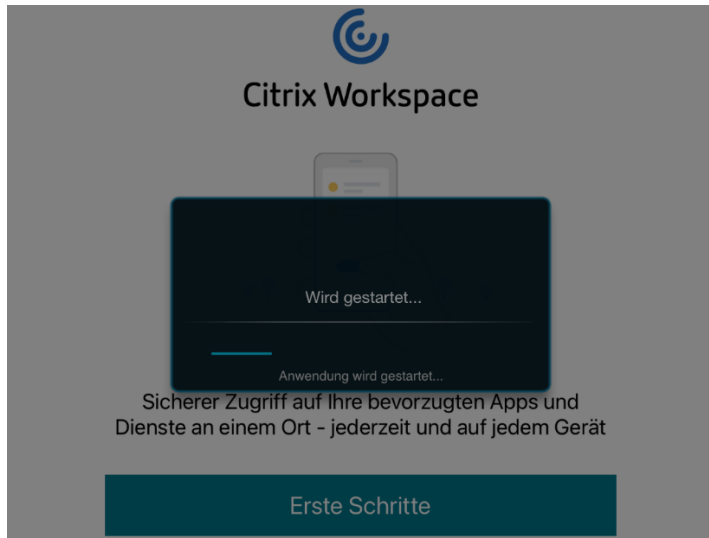 Citrix Workspace
Wird gestartet...
Anwendung wird gestartet...
Sicherer Zugriff auf Ihre bevorzugten Apps und
Dienste an einem Ort - jederzeit und auf jedem Gerät
Erste Schritte